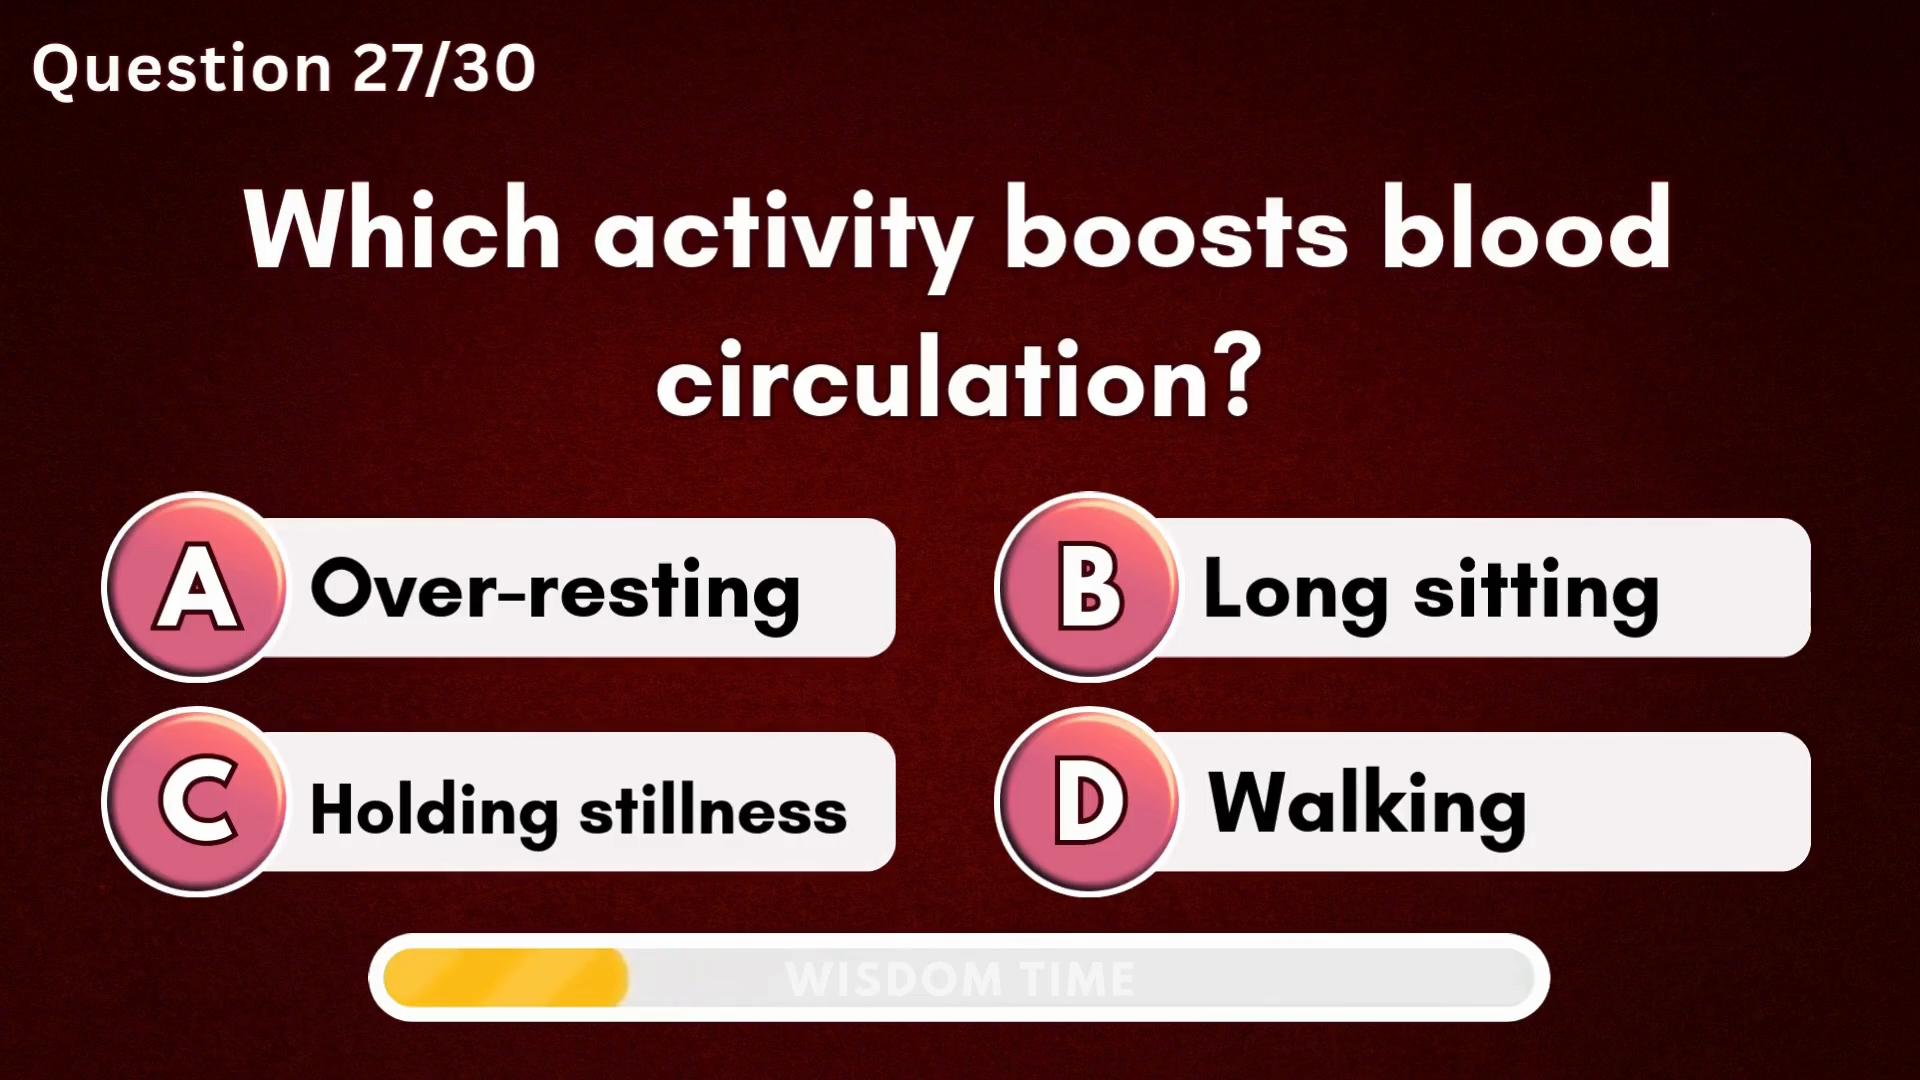 Question 27/30
Which activity boosts blood
circulation?
A Over-resting
B Long sitting
C Holding stillness
D Walking
WISDOM TIME